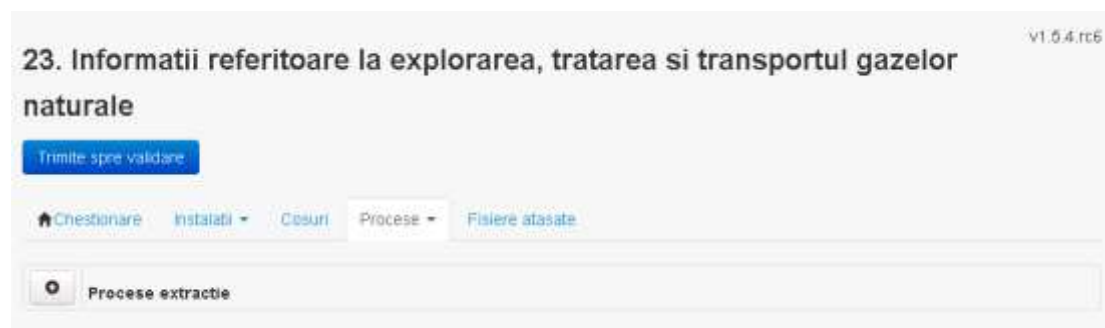 v1.5.4.rc6
23. Informatii referitoare la explorarea, tratarea si transportul gazelor
naturale
Trimite spre validare
Chestionare Instalatii Cosuri Procese Fisiere atasate
Procese extractie